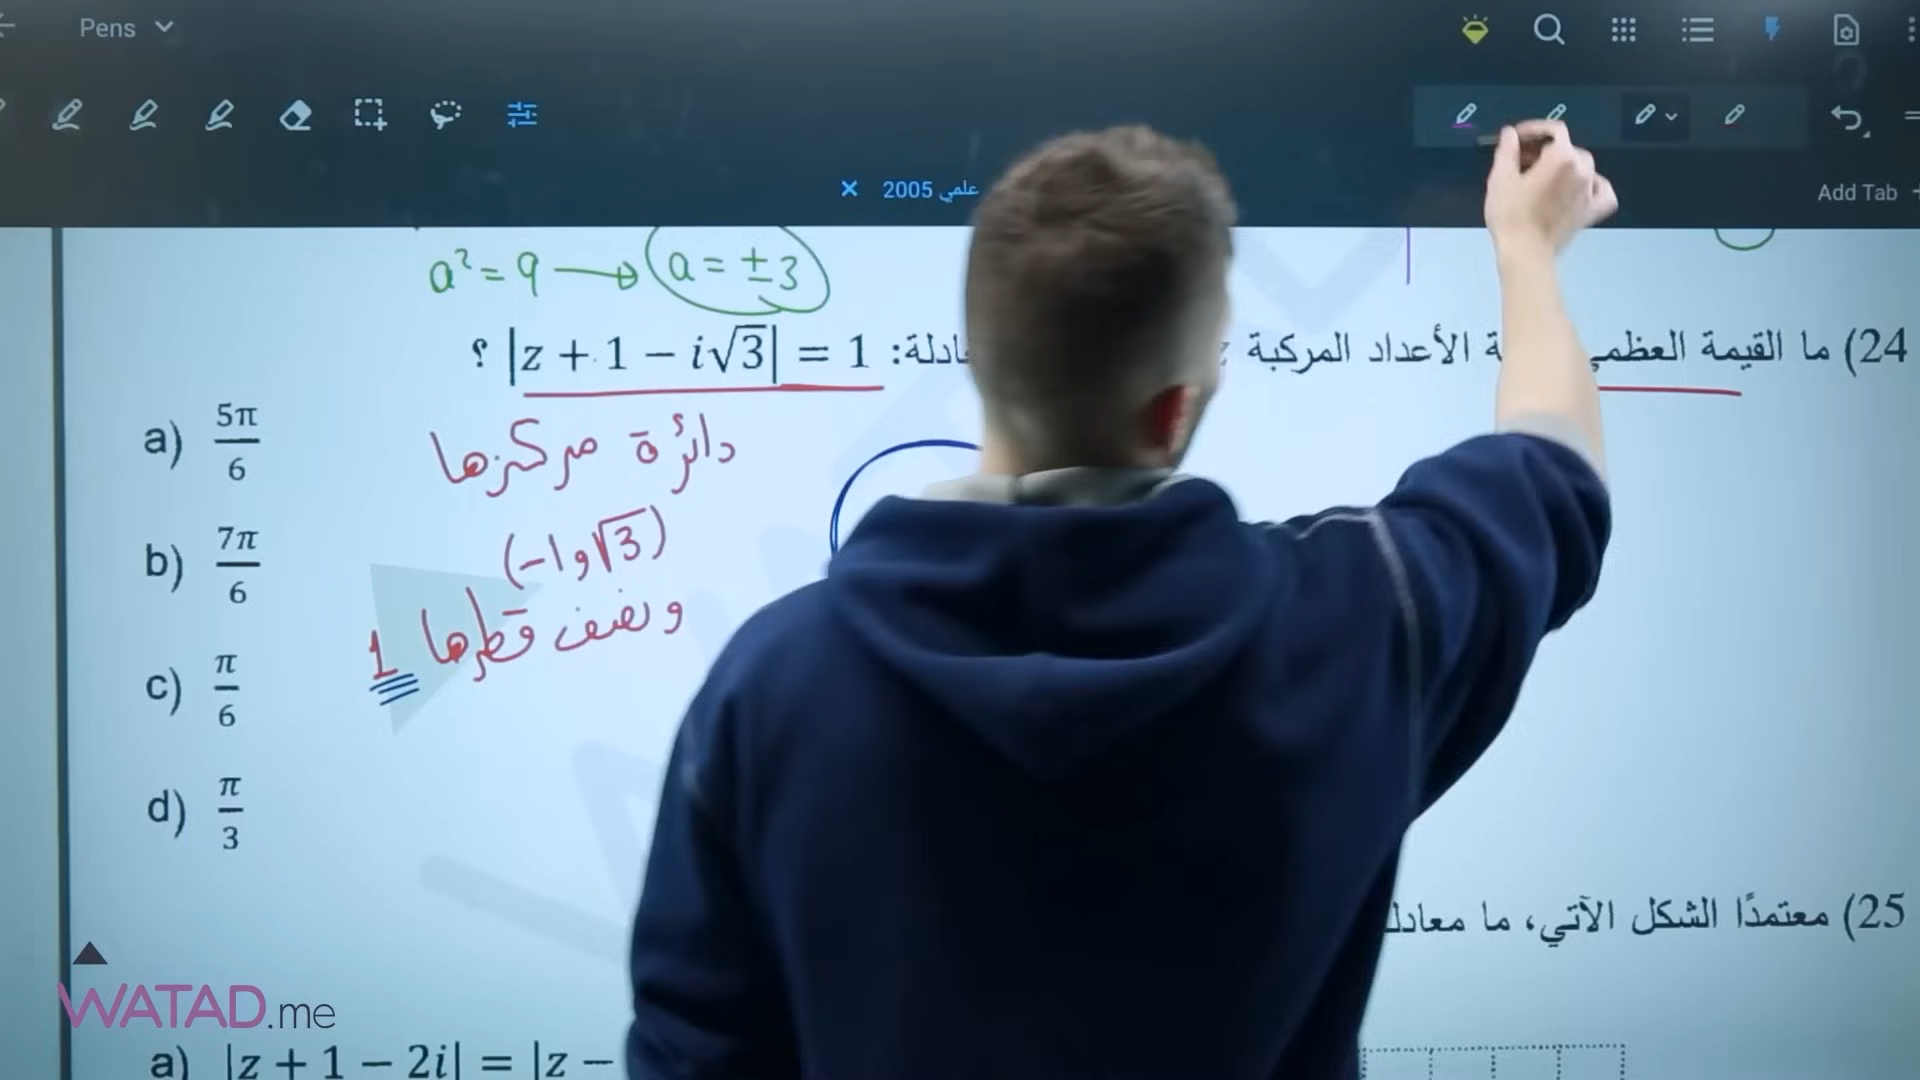 Pens
علمي 2005
Add Tab
a² = 9 → a = ±3
24) ما القيمة العظمى ة الأعداد المركبة z ادلة: |z + 1 − i√3| = 1 ؟
a) 5π/6
b) 7π/6
c) π/6
d) π/3
دائرة مركزها
(-1 و √3)
ونصف قطرها 1
25) معتمدًا الشكل الآتي، ما
a) |z + 1 − 2i| = |z −
WATAD.me